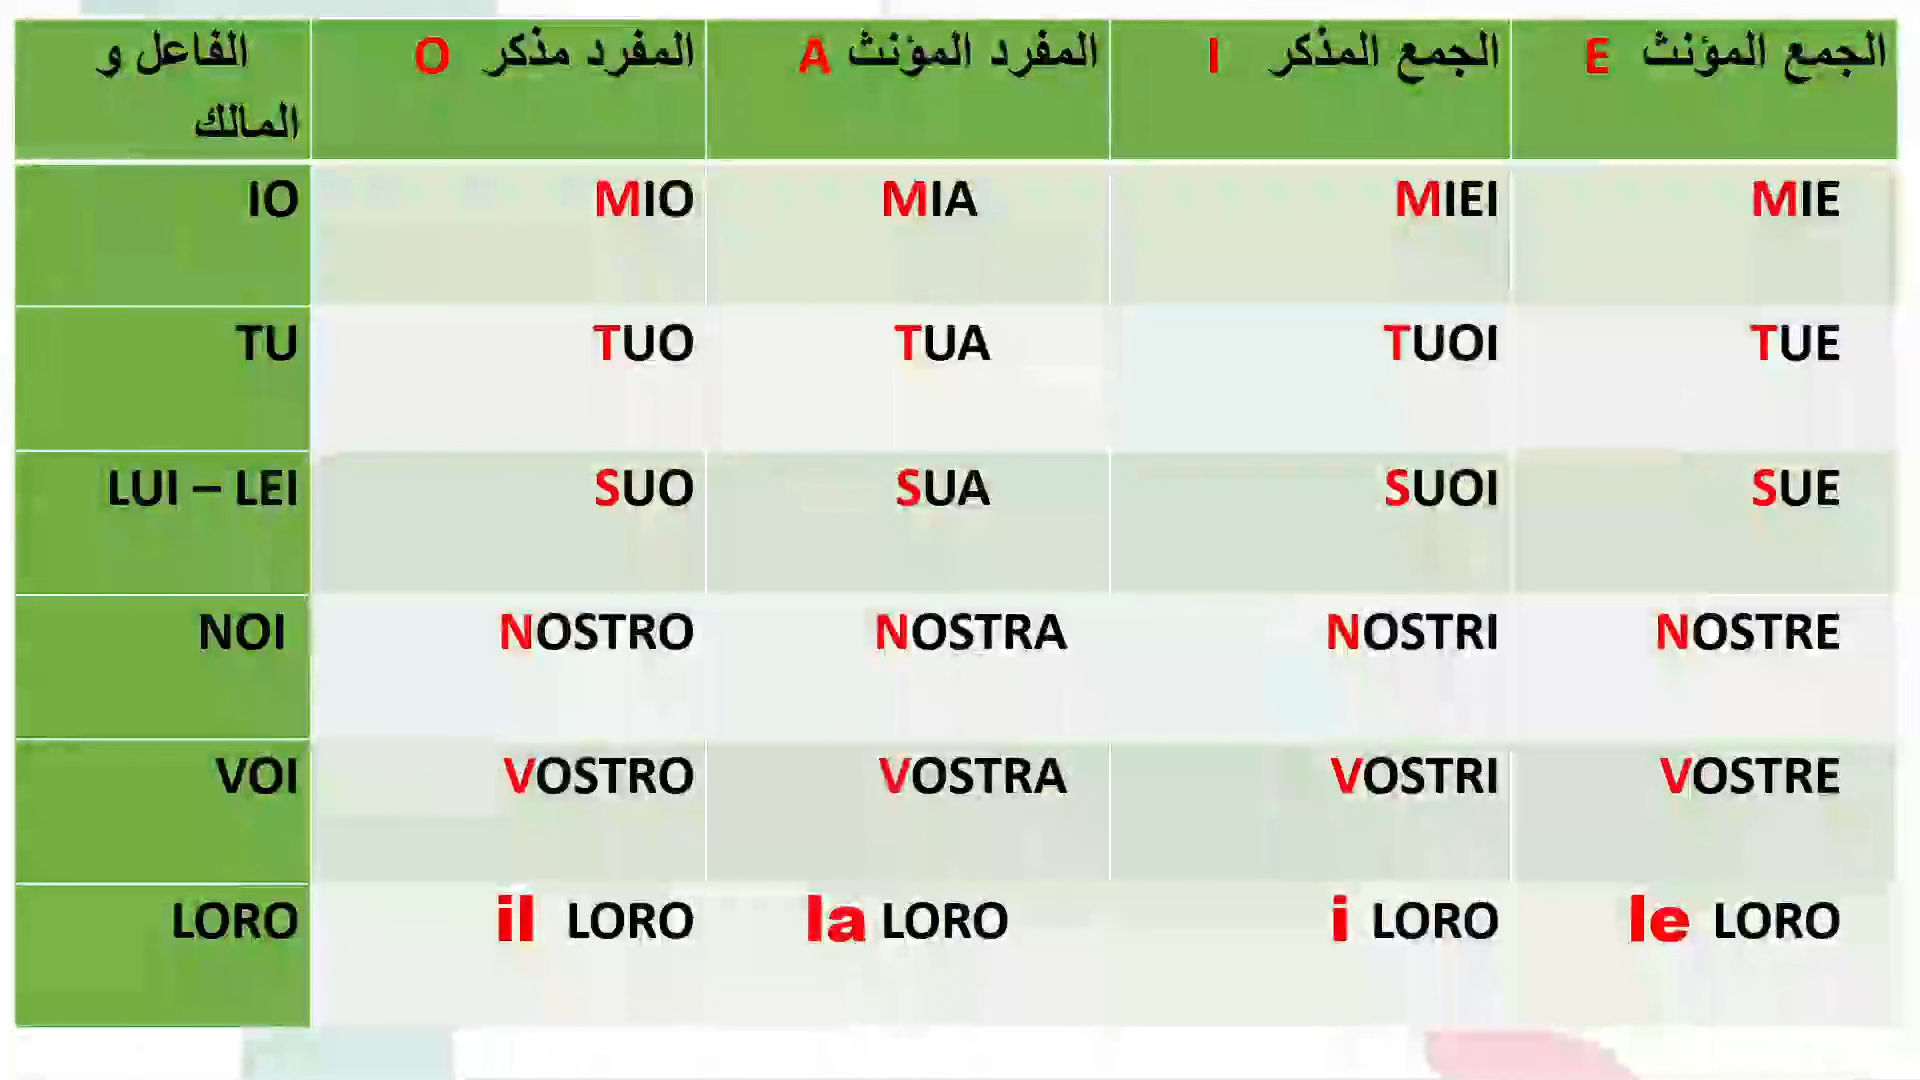 الفاعل و المفرد مذكر O المفرد المؤنث A الجمع المذكر I الجمع المؤنث E
المالك
IO MIO MIA MIEI MIE
TU TUO TUA TUOI TUE
LUI – LEI SUO SUA SUOI SUE
NOI NOSTRO NOSTRA NOSTRI NOSTRE
VOI VOSTRO VOSTRA VOSTRI VOSTRE
LORO il LORO la LORO i LORO le LORO